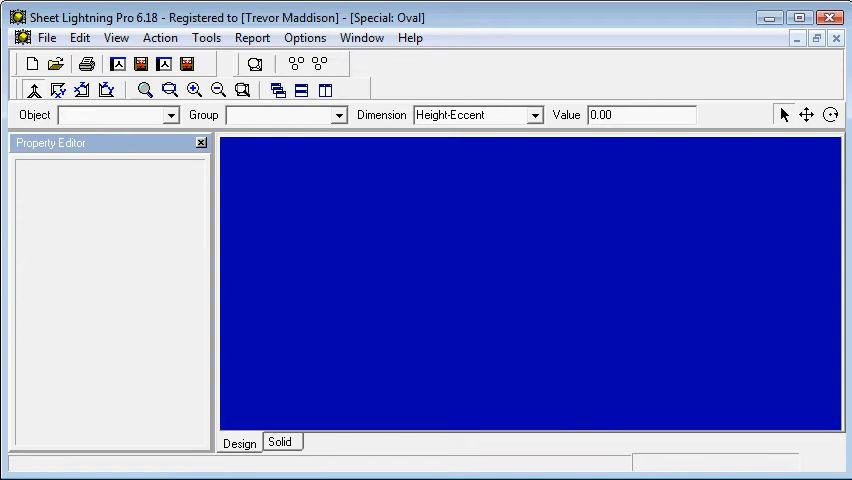 Sheet Lightning Pro 6.18 - Registered to [Trevor Maddison] - [Special: Oval]
File Edit View Action Tools Report Options Window Help
Object Group Dimension Height-Eccent Value 0.00
Property Editor
Design Solid